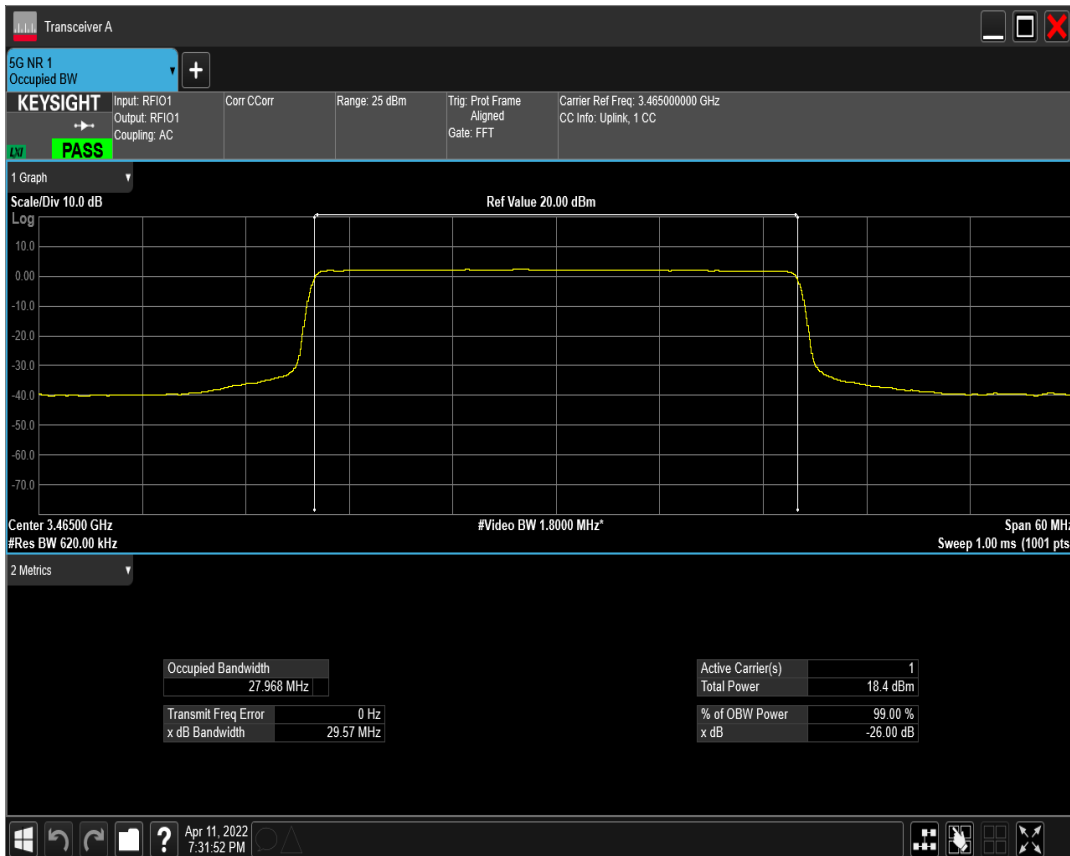 Transceiver A
5G NR 1
Occupied BW
+
KEYSIGHT
Input: RFIO1
Output: RFIO1
Coupling: AC
Corr CCorr
Range: 25 dBm
Trig: Prot Frame
Aligned
Gate: FFT
Carrier Ref Freq: 3.465000000 GHz
CC Info: Uplink, 1 CC
LXI
PASS
1 Graph
Scale/Div 10.0 dB
Ref Value 20.00 dBm
Log
10.0
0.00
-10.0
-20.0
-30.0
-40.0
-50.0
-60.0
-70.0
Center 3.46500 GHz
#Video BW 1.8000 MHz*
Span 60 MHz
#Res BW 620.00 kHz
Sweep 1.00 ms (1001 pts
2 Metrics
Occupied Bandwidth
27.968 MHz
Transmit Freq Error 0 Hz
x dB Bandwidth 29.57 MHz
Active Carrier(s) 1
Total Power 18.4 dBm
% of OBW Power 99.00 %
x dB -26.00 dB
?
Apr 11, 2022
7:31:52 PM